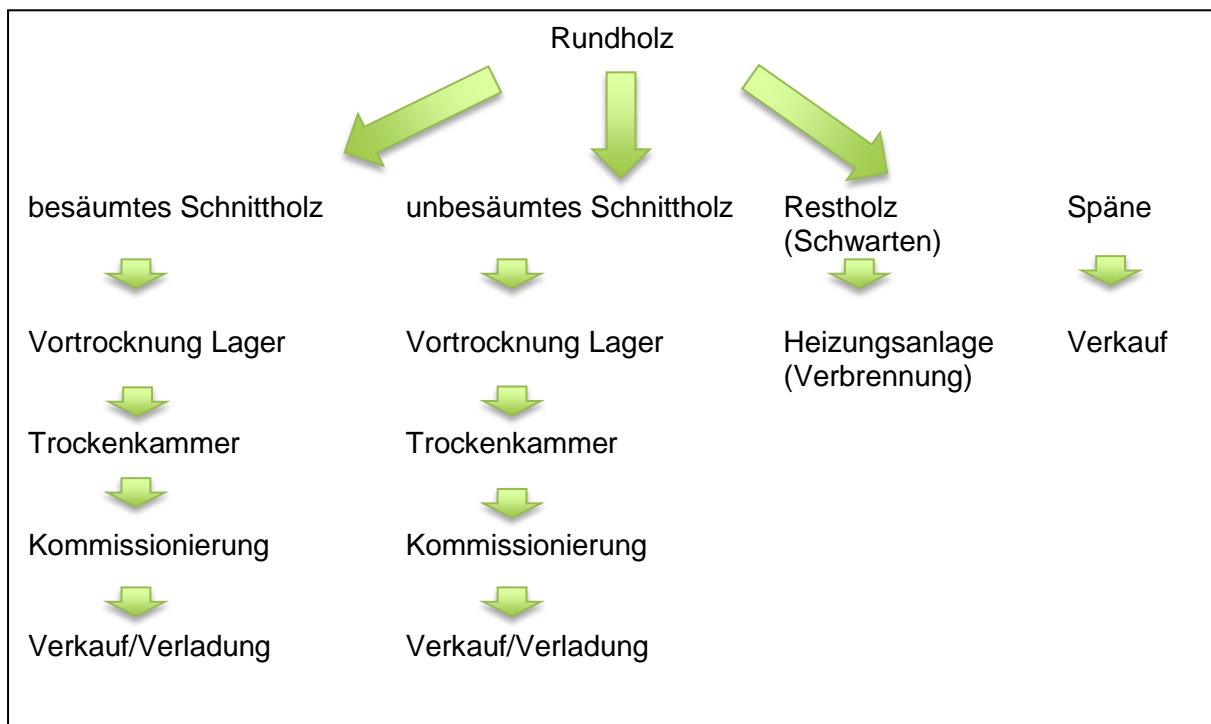 Rundholz
besäumtes Schnittholz
unbesäumtes Schnittholz
Restholz
(Schwarten)
Späne
Vortrocknung Lager
Vortrocknung Lager
Heizungsanlage
(Verbrennung)
Verkauf
Trockenkammer
Trockenkammer
Kommissionierung
Kommissionierung
Verkauf/Verladung
Verkauf/Verladung